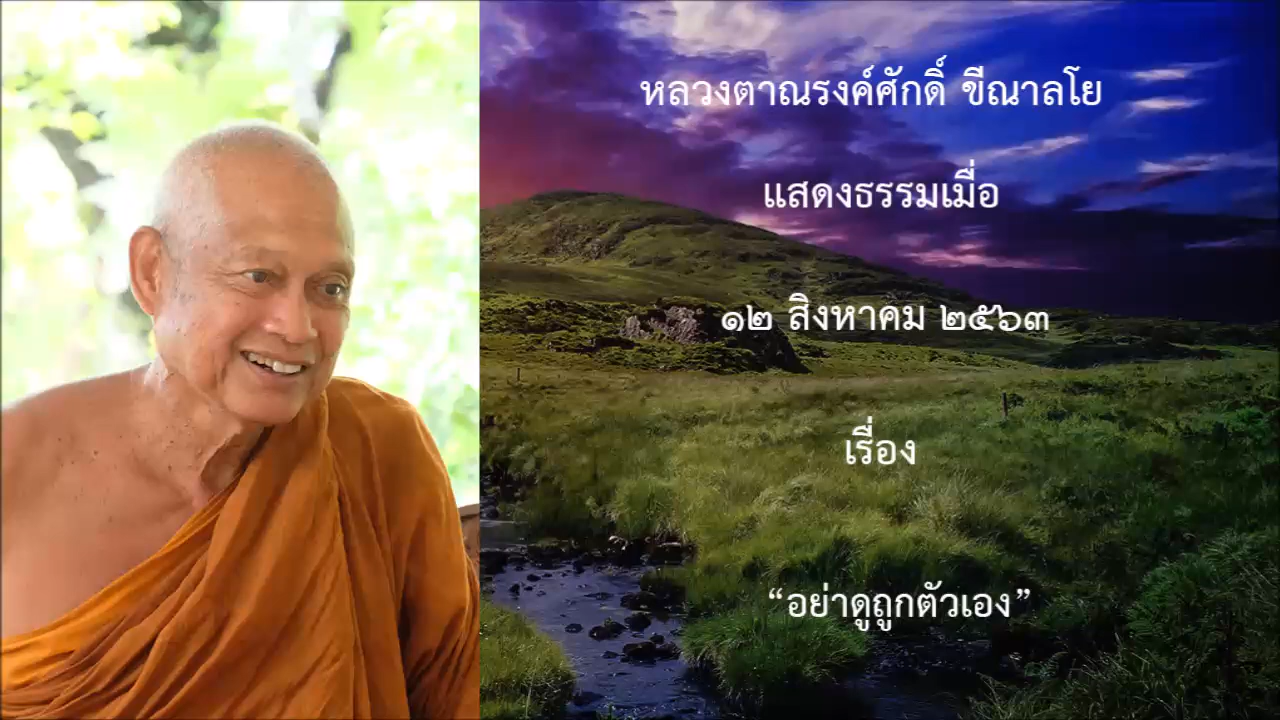 หลวงตาณรงค์ศักดิ์ ขีณาลโย
แสดงธรรมเมื่อ
๑๒ สิงหาคม ๒๕๖๓
เรื่อง
“อย่าดูถูกตัวเอง”